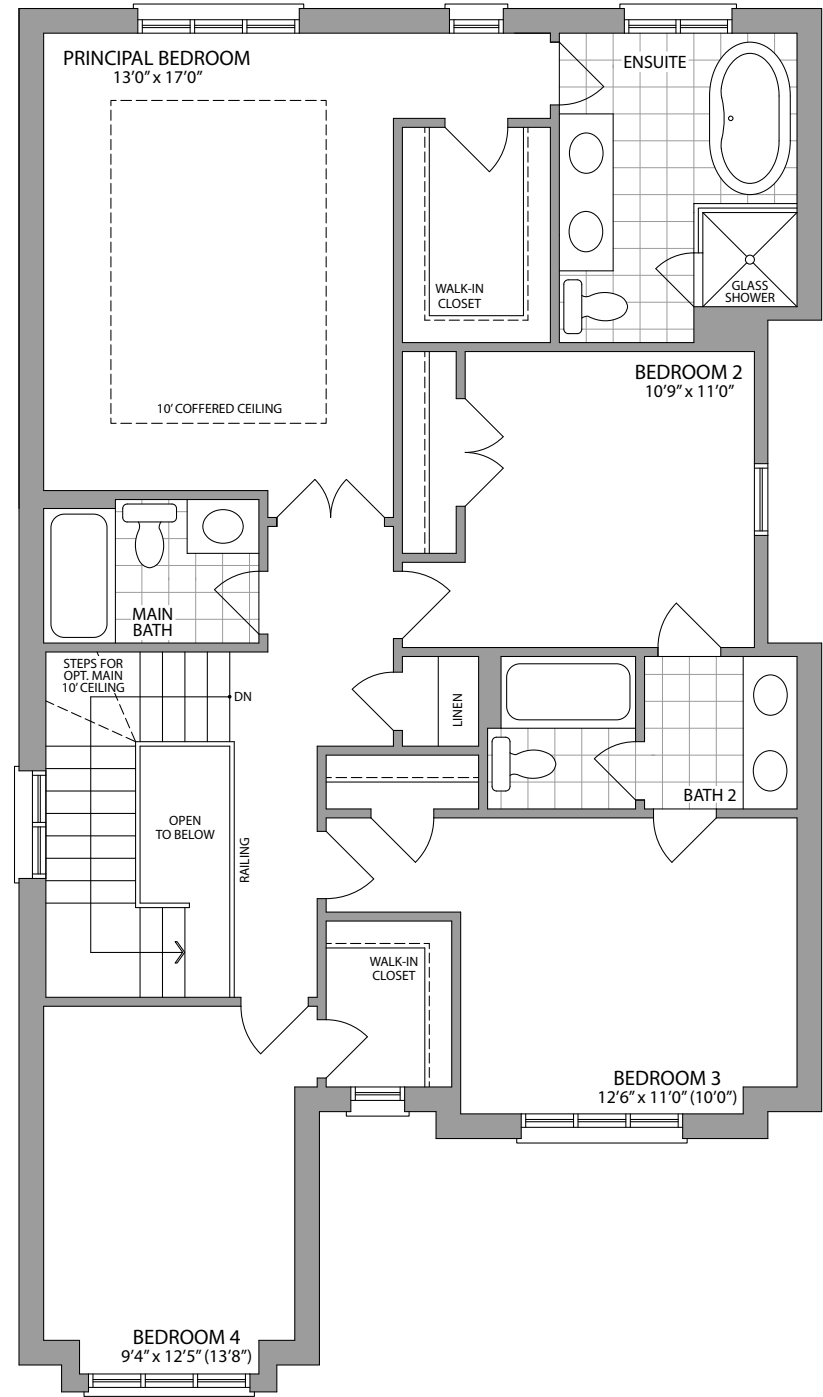 PRINCIPAL BEDROOM
13'0" x 17'0"
ENSUITE
WALK-IN
CLOSET
GLASS
SHOWER
10' COFFERED CEILING
BEDROOM 2
10'9" x 11'0"
MAIN
BATH
STEPS FOR
OPT. MAIN
10' CEILING
DN
LINEN
BATH 2
OPEN
TO BELOW
RAILING
WALK-IN
CLOSET
BEDROOM 3
12'6" x 11'0" (10'0")
BEDROOM 4
9'4" x 12'5" (13'8")